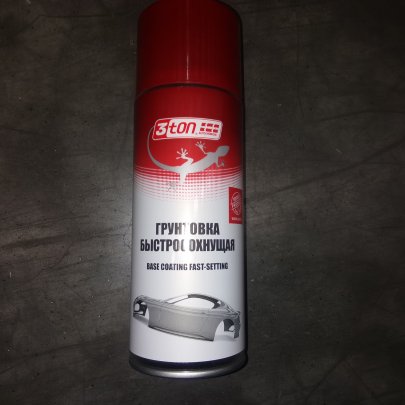 3ton
ГРУНТОВКА
БЫСТРОСОХНУЩАЯ
BASE COATING FAST-SETTING